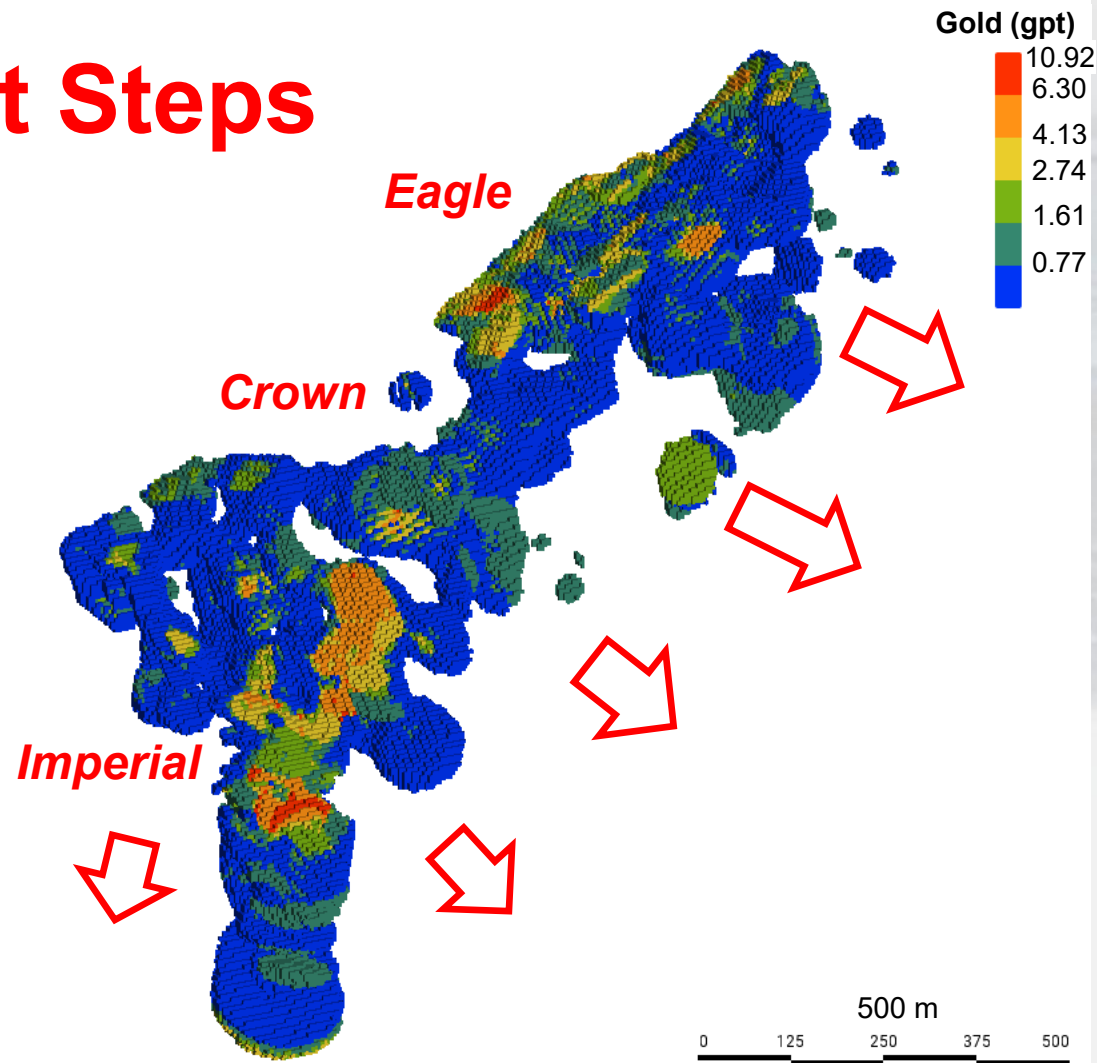 Gold (gpt)
10.92
6.30
4.13
2.74
1.61
0.77
t Steps
Eagle
Crown
Imperial
500 m
0 125 250 375 500